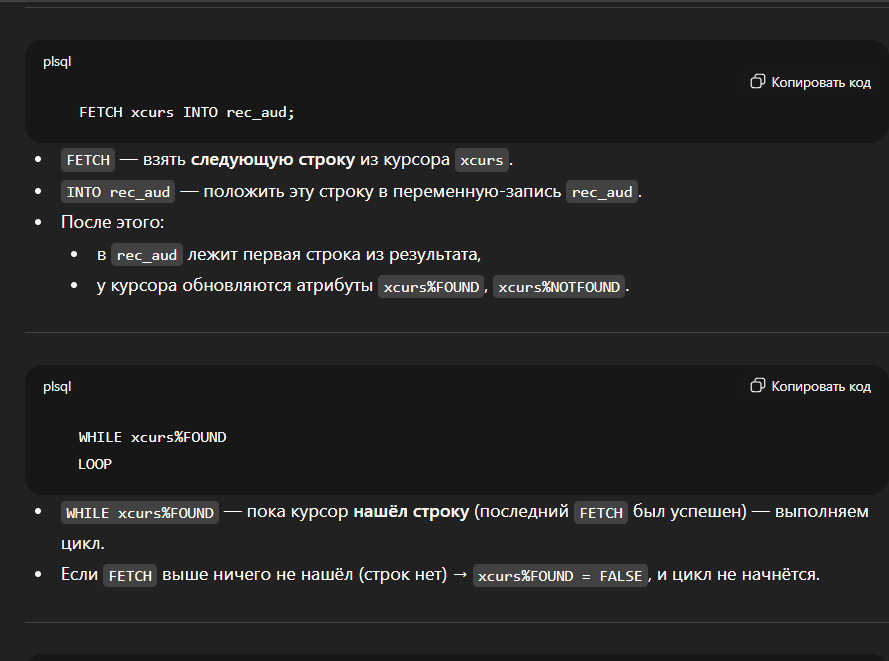 plsql
Копировать код
FETCH xcurs INTO rec_aud;
FETCH — взять следующую строку из курсора xcurs.
INTO rec_aud — положить эту строку в переменную-запись rec_aud.
После этого:
в rec_aud лежит первая строка из результата,
у курсора обновляются атрибуты xcurs%FOUND, xcurs%NOTFOUND.
plsql
Копировать код
WHILE xcurs%FOUND
LOOP
WHILE xcurs%FOUND — пока курсор нашёл строку (последний FETCH был успешен) — выполняем
цикл.
Если FETCH выше ничего не нашёл (строк нет) → xcurs%FOUND = FALSE, и цикл не начнётся.